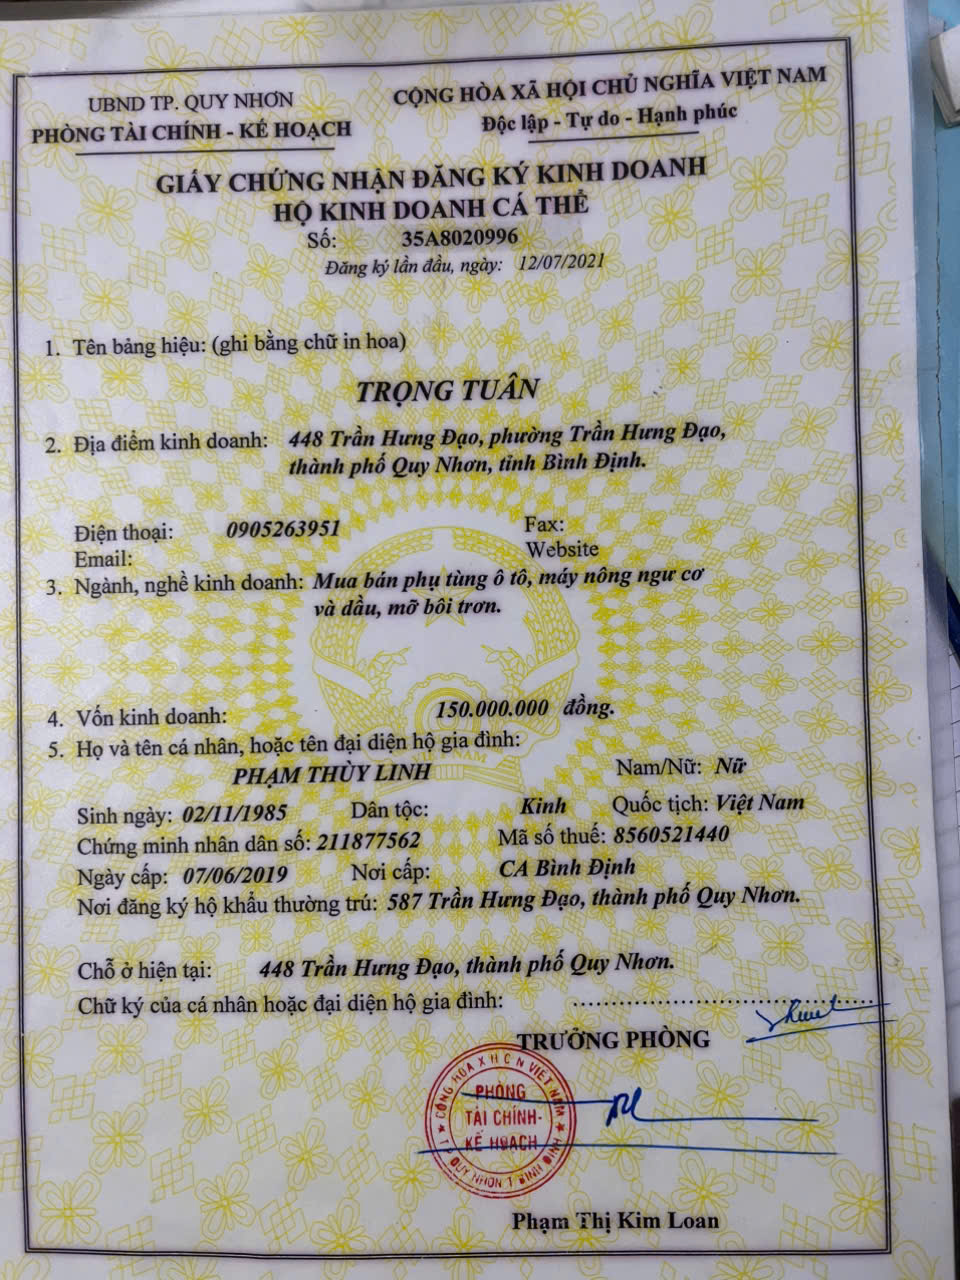 UBND TP. QUY NHƠN
PHÒNG TÀI CHÍNH - KẾ HOẠCH
CỘNG HÒA XÃ HỘI CHỦ NGHĨA VIỆT NAM
Độc lập - Tự do - Hạnh phúc
GIẤY CHỨNG NHẬN ĐĂNG KÝ KINH DOANH
HỘ KINH DOANH CÁ THỂ
Số: 35A8020996
Đăng ký lần đầu, ngày: 12/07/2021
1. Tên bảng hiệu: (ghi bằng chữ in hoa)
TRỌNG TUÂN
2. Địa điểm kinh doanh: 448 Trần Hưng Đạo, phường Trần Hưng Đạo,
thành phố Quy Nhơn, tỉnh Bình Định.
Điện thoại: 0905263951 Fax:
Email: Website
3. Ngành, nghề kinh doanh: Mua bán phụ tùng ô tô, máy nông ngư cơ
và dầu, mỡ bôi trơn.
4. Vốn kinh doanh: 150.000.000 đồng.
5. Họ và tên cá nhân, hoặc tên đại diện hộ gia đình:
PHẠM THÙY LINH Nam/Nữ: Nữ
Sinh ngày: 02/11/1985 Dân tộc: Kinh Quốc tịch: Việt Nam
Chứng minh nhân dân số: 211877562 Mã số thuế: 8560521440
Ngày cấp: 07/06/2019 Nơi cấp: CA Bình Định
Nơi đăng ký hộ khẩu thường trú: 587 Trần Hưng Đạo, thành phố Quy Nhơn.
Chỗ ở hiện tại: 448 Trần Hưng Đạo, thành phố Quy Nhơn.
Chữ ký của cá nhân hoặc đại diện hộ gia đình:
TRƯỞNG PHÒNG
CỘNG HÒA X H C N VIỆT NAM
PHÒNG
TÀI CHÍNH-
KẾ HOẠCH
TP QUY NHƠN T BÌNH ĐỊNH
Phạm Thị Kim Loan